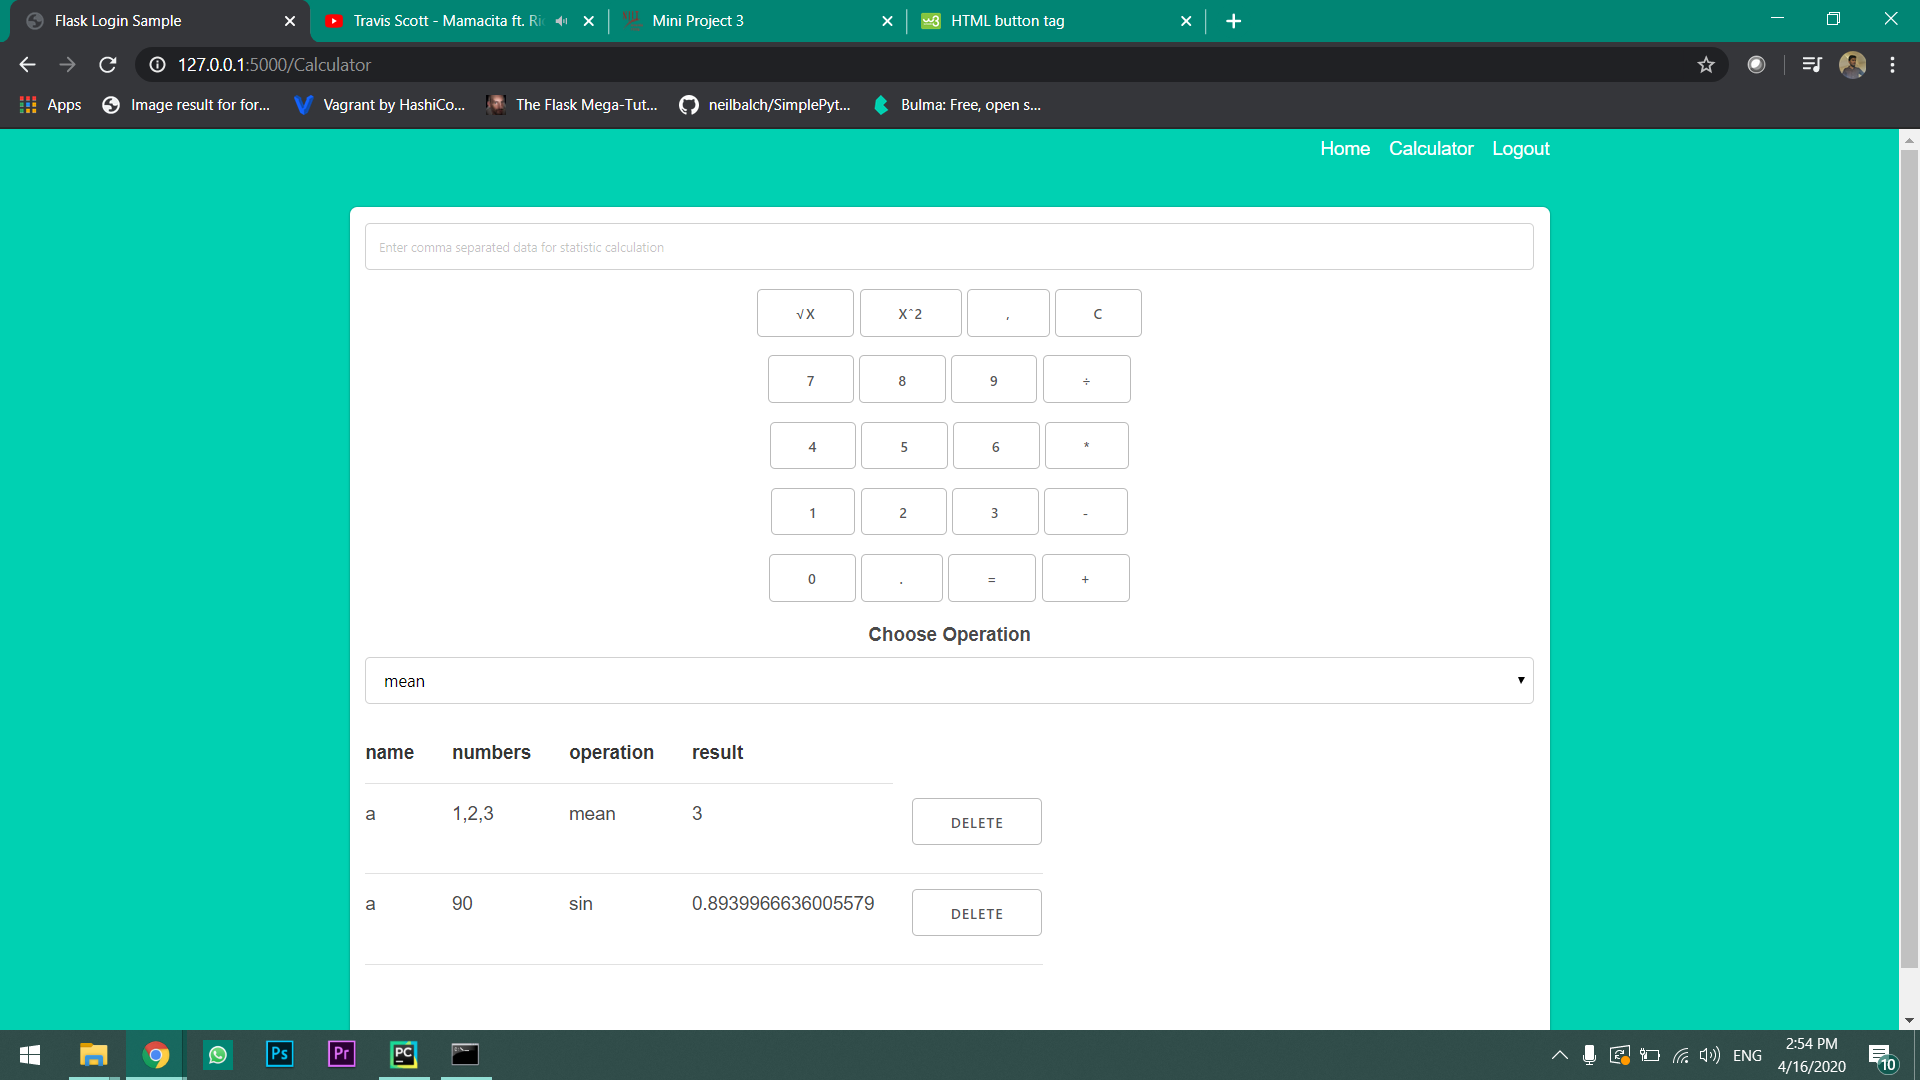 Flask Login Sample
Travis Scott - Mamacita ft. Ri
Mini Project 3
HTML button tag
127.0.0.1:5000/Calculator
Apps
Image result for for...
Vagrant by HashiCo...
The Flask Mega-Tut...
neilbalch/SimplePyt...
Bulma: Free, open s...
Home Calculator Logout
Enter comma separated data for statistic calculation
√X X^2 , C
7 8 9 ÷
4 5 6 *
1 2 3 -
0 . = +
Choose Operation
mean
name numbers operation result
a 1,2,3 mean 3 DELETE
a 90 sin 0.8939966636005579 DELETE
Ps Pr PC
ENG
2:54 PM
4/16/2020
10